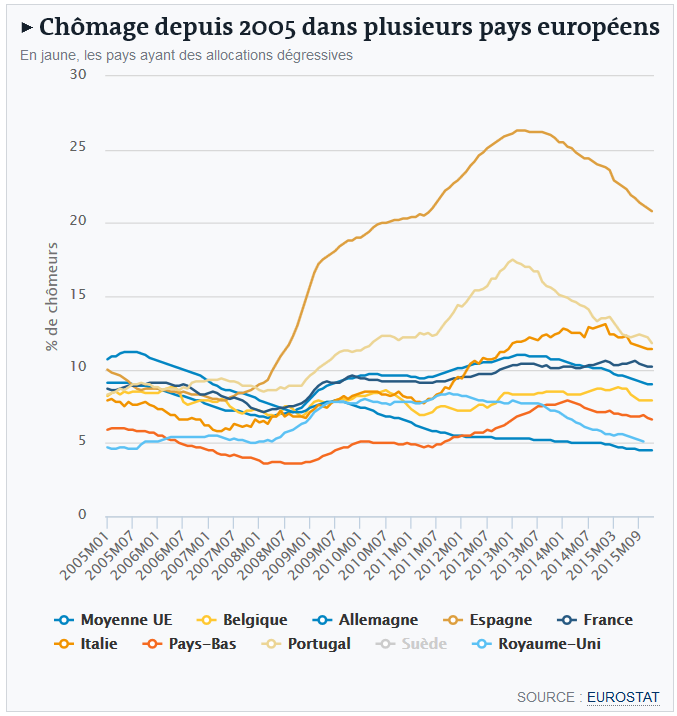 ► Chômage depuis 2005 dans plusieurs pays européens
En jaune, les pays ayant des allocations dégressives
30
25
20
15
10
5
0
% de chômeurs
2005M01
2005M07
2006M01
2006M07
2007M01
2007M07
2008M01
2008M07
2009M01
2009M07
2010M01
2010M07
2011M01
2011M07
2012M01
2012M07
2013M01
2013M07
2014M01
2014M07
2015M03
2015M09
Moyenne UE Belgique Allemagne Espagne France
Italie Pays-Bas Portugal Suède Royaume-Uni
SOURCE : EUROSTAT